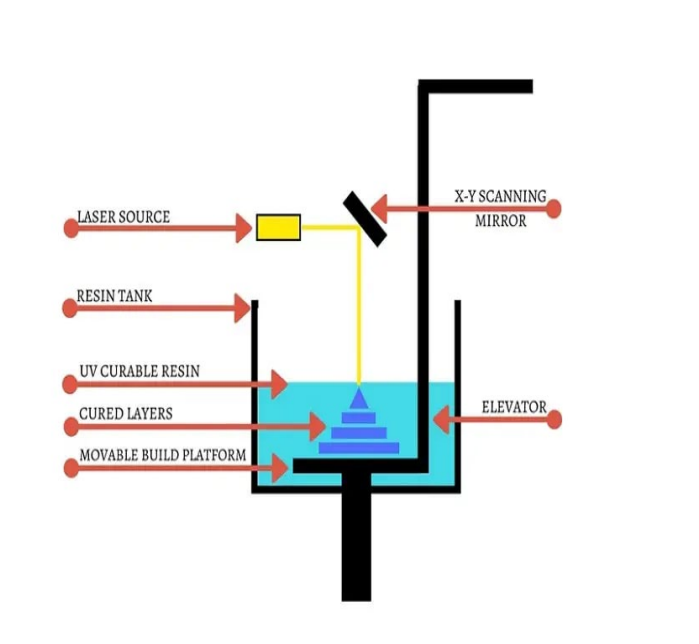 X-Y SCANNING
MIRROR
LASER SOURCE
RESIN TANK
UV CURABLE RESIN
CURED LAYERS
ELEVATOR
MOVABLE BUILD PLATFORM